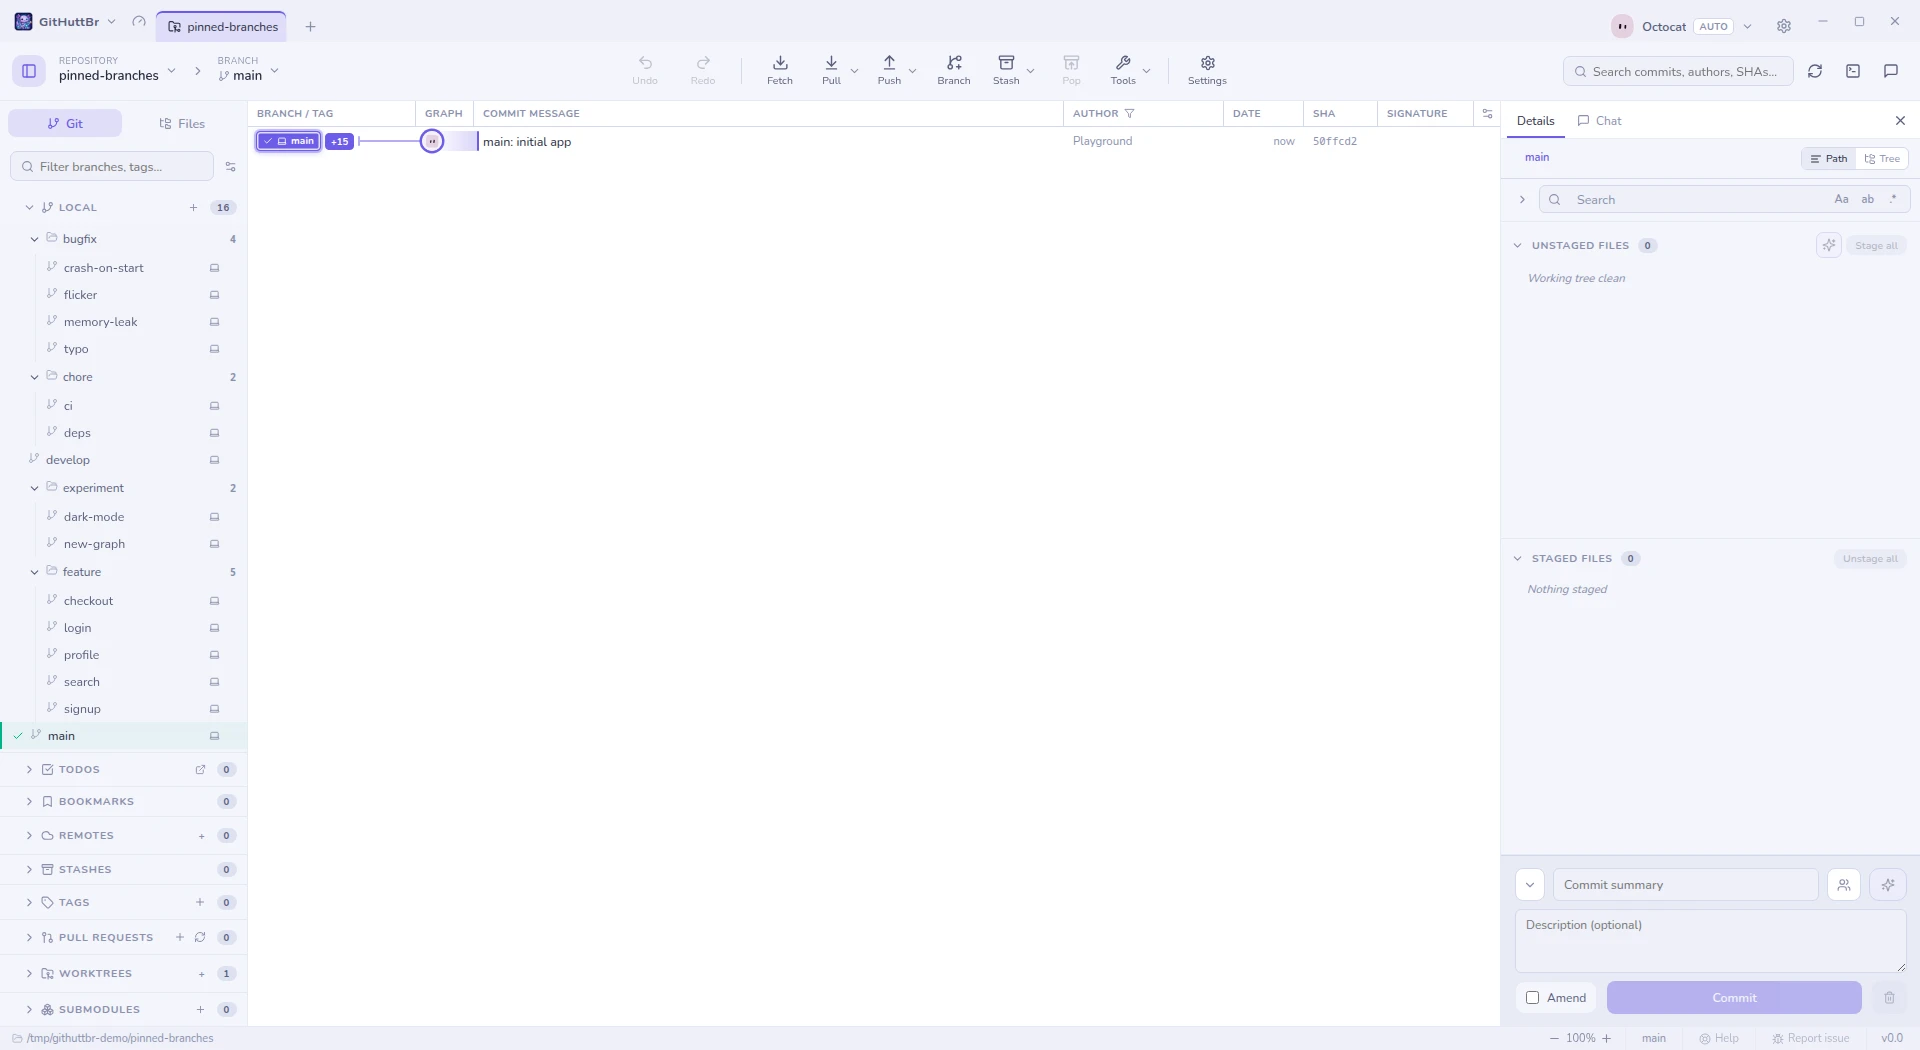 GitHuttBr
pinned-branches
Octocat AUTO
REPOSITORY
pinned-branches
BRANCH
main
Undo
Redo
Fetch
Pull
Push
Branch
Stash
Pop
Tools
Settings
Search commits, authors, SHAs...
Git
Files
Filter branches, tags...
LOCAL 16
bugfix 4
crash-on-start
flicker
memory-leak
typo
chore 2
ci
deps
develop
experiment 2
dark-mode
new-graph
feature 5
checkout
login
profile
search
signup
main
TODOS 0
BOOKMARKS 0
REMOTES 0
STASHES 0
TAGS 0
PULL REQUESTS 0
WORKTREES 1
SUBMODULES 0
BRANCH / TAG GRAPH COMMIT MESSAGE AUTHOR DATE SHA SIGNATURE
main +15 main: initial app Playground now 50ffcd2
Details
Chat
main
Path
Tree
Search Aa ab .*
UNSTAGED FILES 0 Stage all
Working tree clean
STAGED FILES 0 Unstage all
Nothing staged
Commit summary
Description (optional)
Amend
Commit
/tmp/githuttbr-demo/pinned-branches
100%
main
Help
Report issue
v0.0